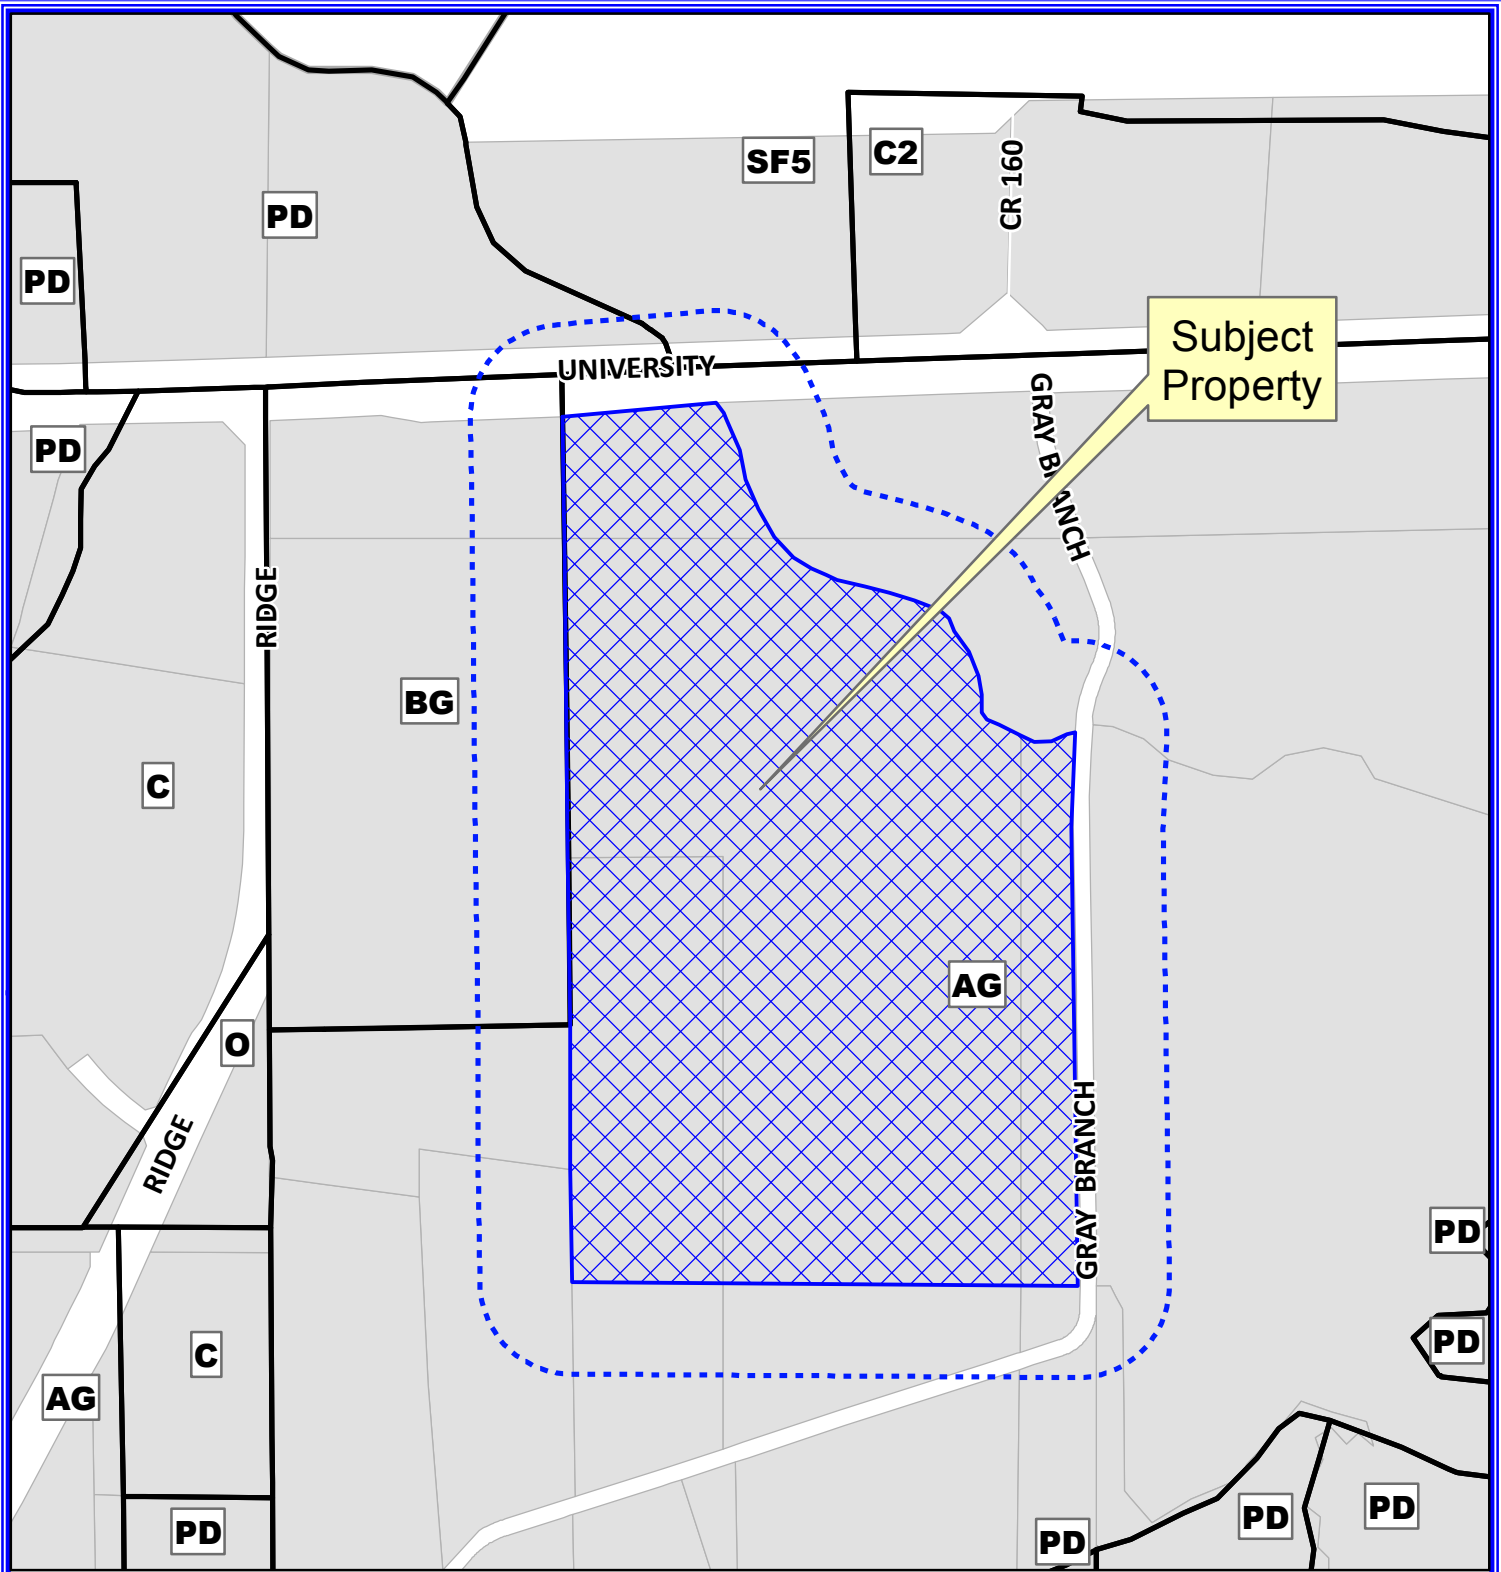 SF5
C2
CR 160
PD
PD
Subject
Property
UNIVERSITY
GRAY BRANCH
PD
RIDGE
BG
C
AG
O
RIDGE
GRAY BRANCH
PD
PD
C
AG
PD
PD
PD
PD